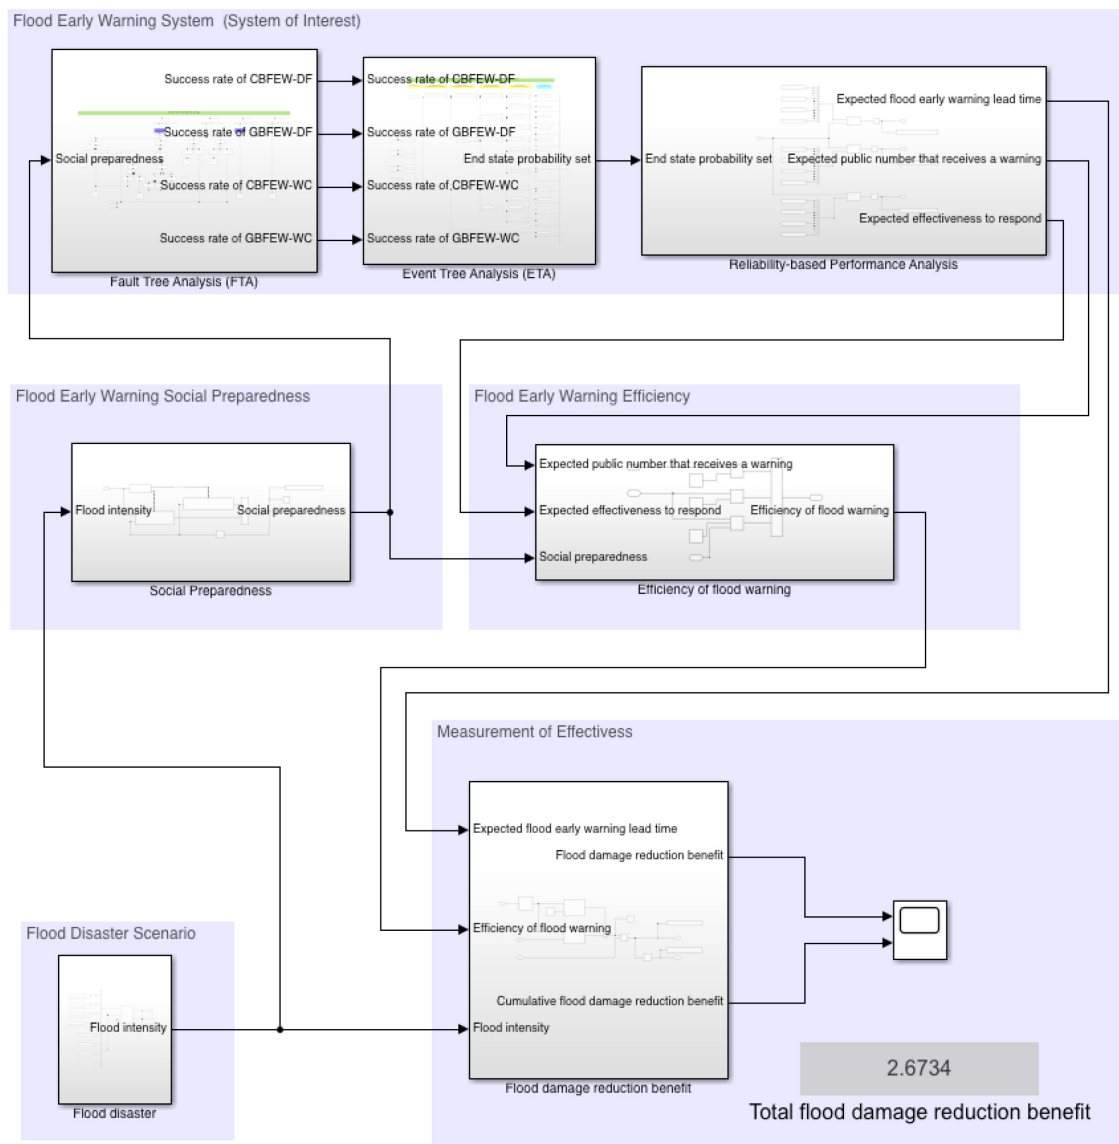 Flood Early Warning System (System of Interest)
Success rate of CBFEW-DF
Success rate of GBFEW-DF
Social preparedness
Success rate of CBFEW-WC
Success rate of GBFEW-WC
Fault Tree Analysis (FTA)
Success rate of CBFEW-DF
Success rate of GBFEW-DF
End state probability set
Success rate of CBFEW-WC
Success rate of GBFEW-WC
Event Tree Analysis (ETA)
Expected flood early warning lead time
End state probability set
Expected public number that receives a warning
Expected effectiveness to respond
Reliability-based Performance Analysis
Flood Early Warning Social Preparedness
Flood intensity
Social preparedness
Social Preparedness
Flood Early Warning Efficiency
Expected public number that receives a warning
Expected effectiveness to respond
Efficiency of flood warning
Social preparedness
Efficiency of flood warning
Measurement of Effectivess
Expected flood early warning lead time
Flood damage reduction benefit
Efficiency of flood warning
Cumulative flood damage reduction benefit
Flood intensity
Flood damage reduction benefit
Flood Disaster Scenario
Flood intensity
Flood disaster
2.6734
Total flood damage reduction benefit